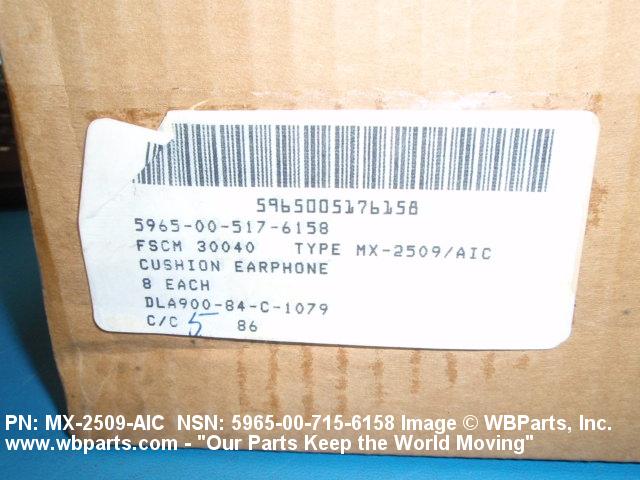 5965005176158
5965-00-517-6158
FSCM 30040 TYPE MX-2509/AIC
CUSHION EARPHONE
8 EACH
DLA900-84-C-1079
C/C 5 86
PN: MX-2509-AIC NSN: 5965-00-715-6158 Image © WBParts, Inc.
www.wbparts.com - "Our Parts Keep the World Moving"